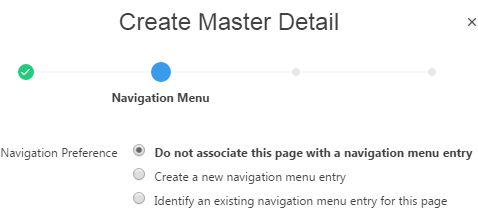 Create Master Detail
Navigation Menu
Navigation Preference
Do not associate this page with a navigation menu entry
Create a new navigation menu entry
Identify an existing navigation menu entry for this page